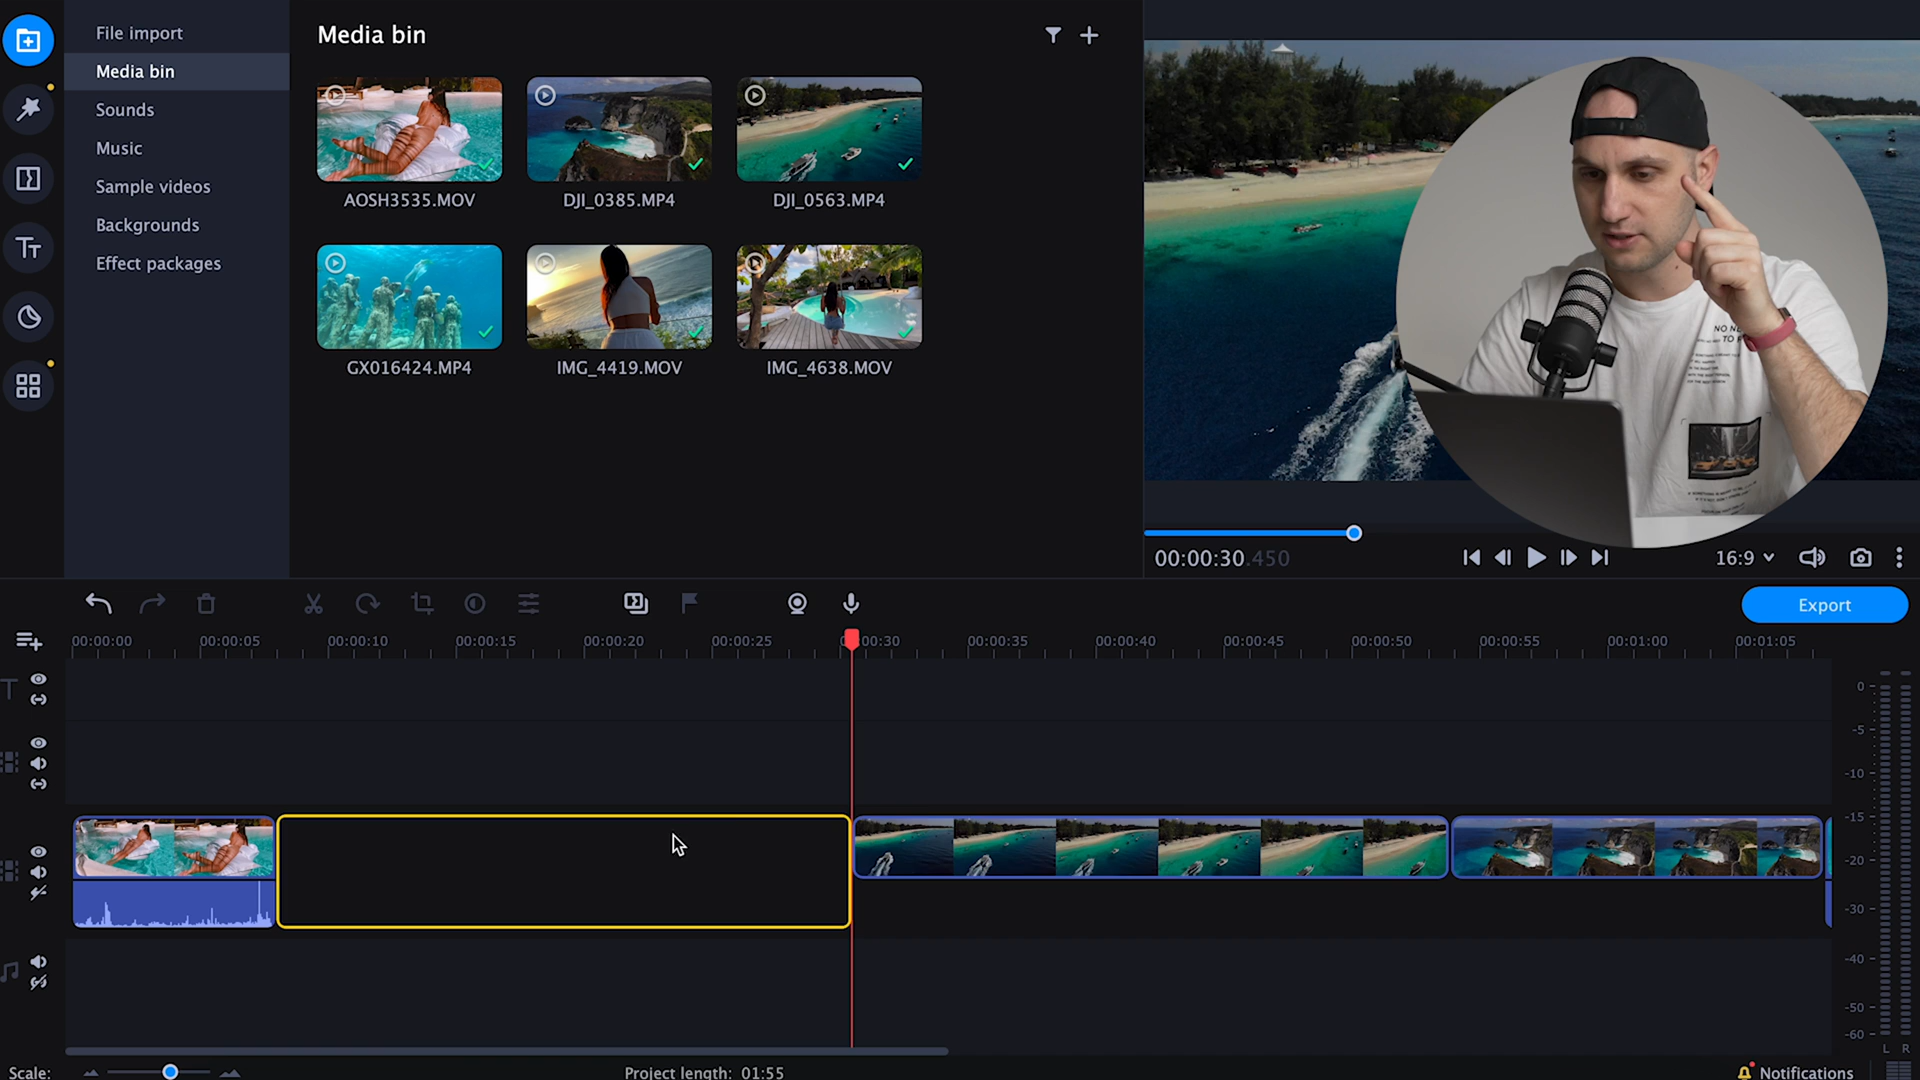 File import
Media bin
Sounds
Music
Sample videos
Backgrounds
Effect packages
Media bin
AOSH3535.MOV
DJI_0385.MP4
DJI_0563.MP4
GX016424.MP4
IMG_4419.MOV
IMG_4638.MOV
00:00:30.450
16:9
Export
00:00:00
00:00:05
00:00:10
00:00:15
00:00:20
00:00:25
00:30
00:00:35
00:00:40
00:00:45
00:00:50
00:00:55
00:01:00
00:01:05
0
-5
-10
-15
-20
-30
-40
-50
-60
L R
Scale:
Project length: 01:55
Notifications